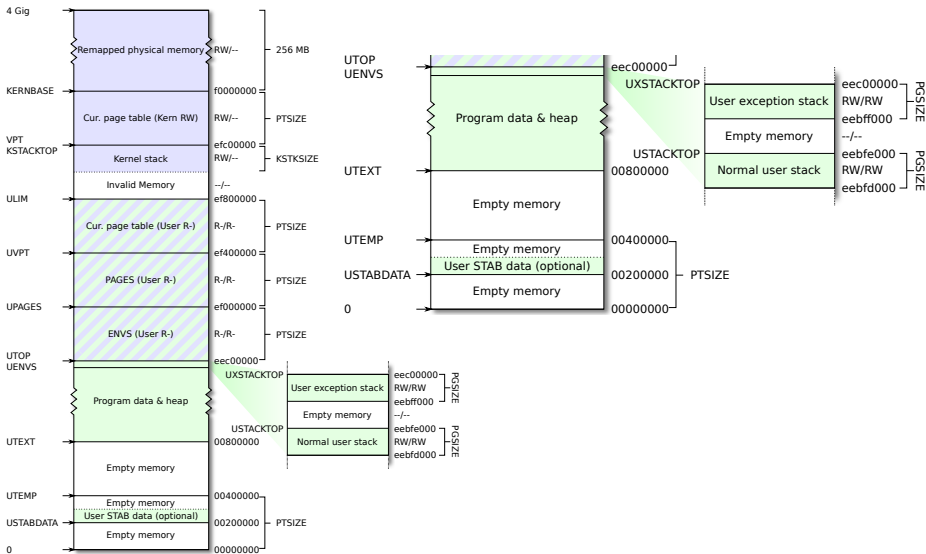 4 Gig
Remapped physical memory RW/-- 256 MB
KERNBASE f0000000
Cur. page table (Kern RW) RW/-- PTSIZE
VPT efc00000
KSTACKTOP
Kernel stack RW/-- KSTKSIZE
Invalid Memory --/--
ULIM ef800000
Cur. page table (User R-) R-/R- PTSIZE
UVPT ef400000
PAGES (User R-) R-/R- PTSIZE
UPAGES ef000000
ENVS (User R-) R-/R- PTSIZE
UTOP eec00000
UENVS
Program data & heap
UTEXT 00800000
Empty memory
UTEMP 00400000
Empty memory
User STAB data (optional) PTSIZE
USTABDATA 00200000
Empty memory
0 00000000
UXSTACKTOP eec00000
User exception stack RW/RW PGSIZE
eebff000
Empty memory --/--
USTACKTOP eebfe000
Normal user stack RW/RW PGSIZE
eebfd000
UTOP eec00000
UENVS
Program data & heap
UTEXT 00800000
Empty memory
UTEMP 00400000
Empty memory
User STAB data (optional)
USTABDATA 00200000 PTSIZE
Empty memory
0 00000000
UXSTACKTOP eec00000
User exception stack RW/RW PGSIZE
eebff000
Empty memory --/--
USTACKTOP eebfe000
Normal user stack RW/RW PGSIZE
eebfd000